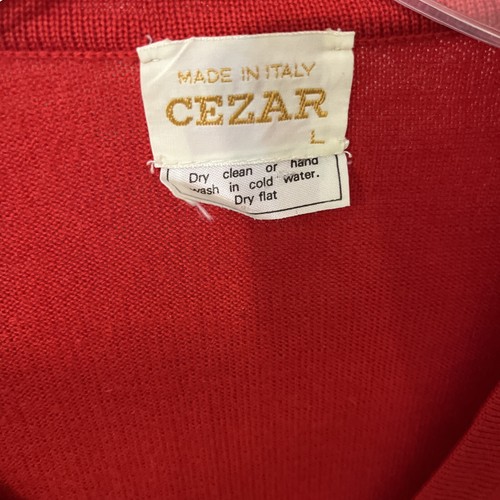 MADE IN ITALY
CEZAR
L
Dry clean or hand
wash in cold water.
Dry flat